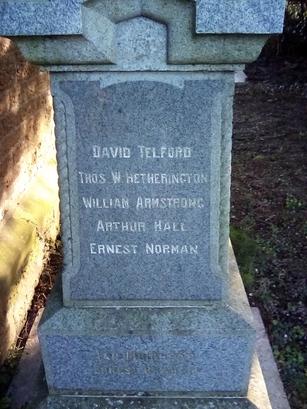 DAVID TELFORD
THOS W. HETHERINGTON
WILLIAM ARMSTRONG
ARTHUR HALL
ERNEST NORMAN